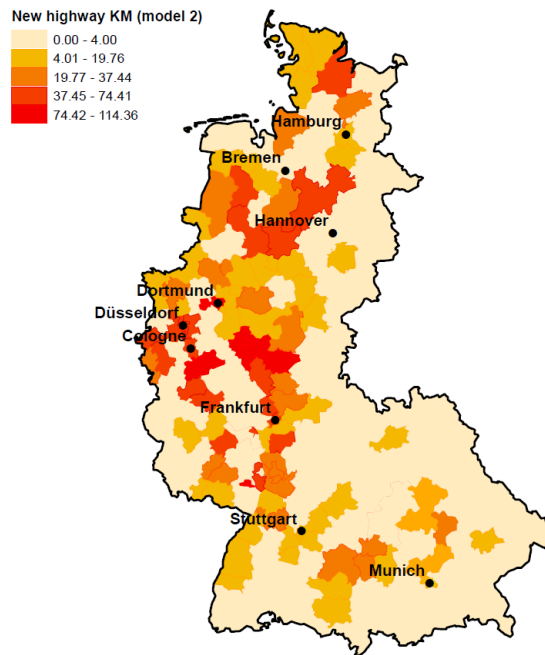 New highway KM (model 2)
0.00 - 4.00
4.01 - 19.76
19.77 - 37.44
37.45 - 74.41
74.42 - 114.36
Hamburg
Bremen
Hannover
Dortmund
Düsseldorf
Cologne
Frankfurt
Stuttgart
Munich